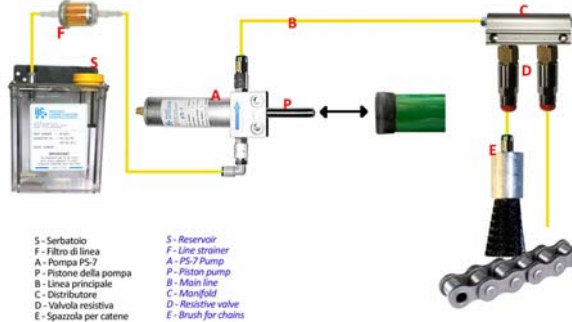 F
S
A
B
C
P
D
E
S - Serbatoio
F - Filtro di linea
A - Pompa PS-7
P - Pistone della pompa
B - Linea principale
C - Distributore
D - Valvola resistiva
E - Spazzola per catene
S - Reservoir
F - Line strainer
A - PS-7 Pump
P - Piston pump
B - Main line
C - Manifold
D - Resistive valve
E - Brush for chains